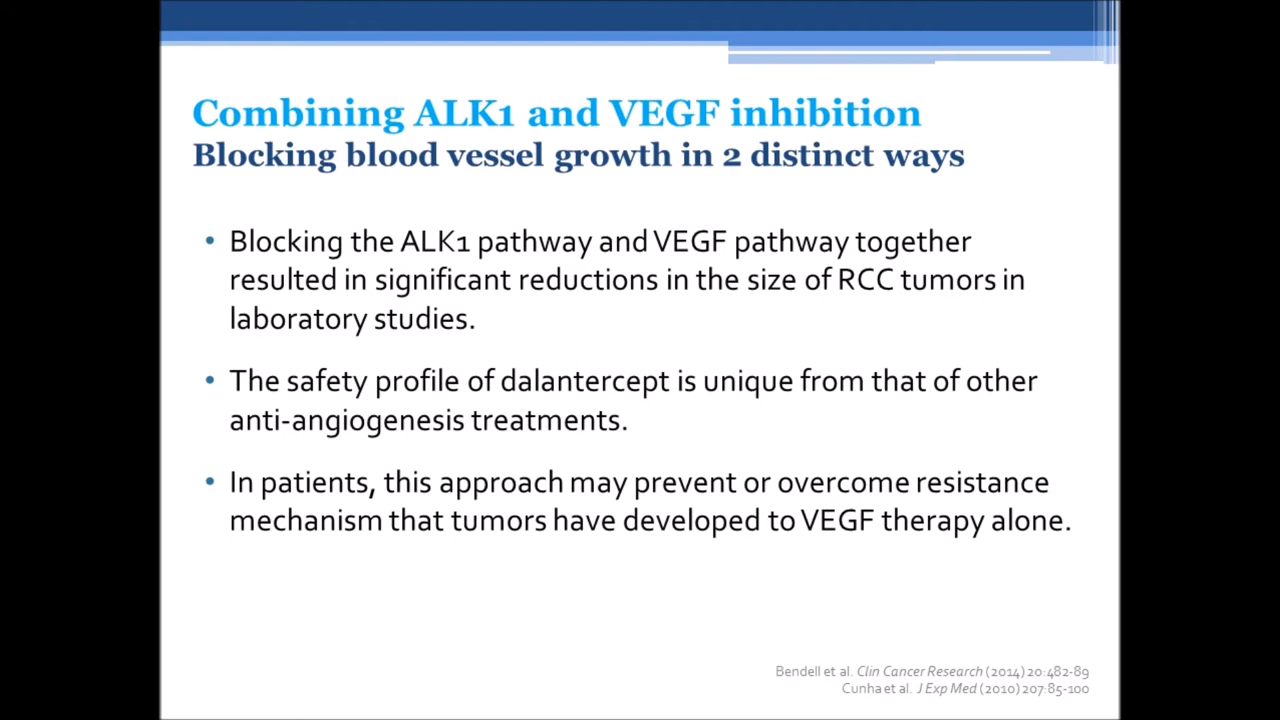 Combining ALK1 and VEGF inhibition
Blocking blood vessel growth in 2 distinct ways
• Blocking the ALK1 pathway and VEGF pathway together
resulted in significant reductions in the size of RCC tumors in
laboratory studies.
• The safety profile of dalantercept is unique from that of other
anti-angiogenesis treatments.
• In patients, this approach may prevent or overcome resistance
mechanism that tumors have developed to VEGF therapy alone.
Bendell et al. Clin Cancer Research (2014) 20:482-89
Cunha et al. J Exp Med (2010) 207:85-100